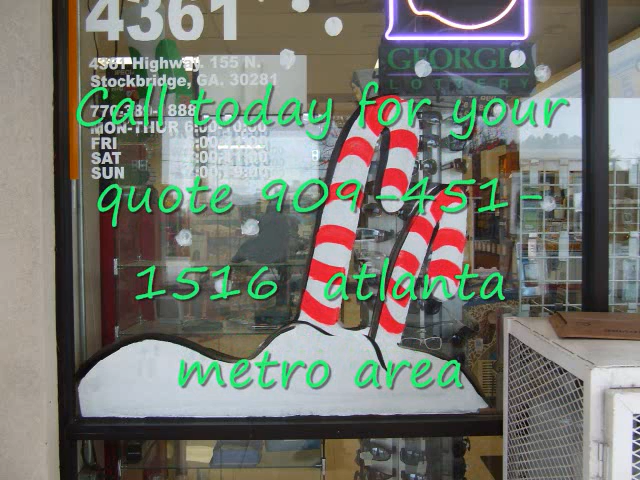 4361
GEORGIA
LOTTERY
4361 Highway 155 N.
Stockbridge, GA. 30281
Call today for your
MON-THUR
FRI
SAT
SUN
quote 909-451-
1516 atlanta
metro area